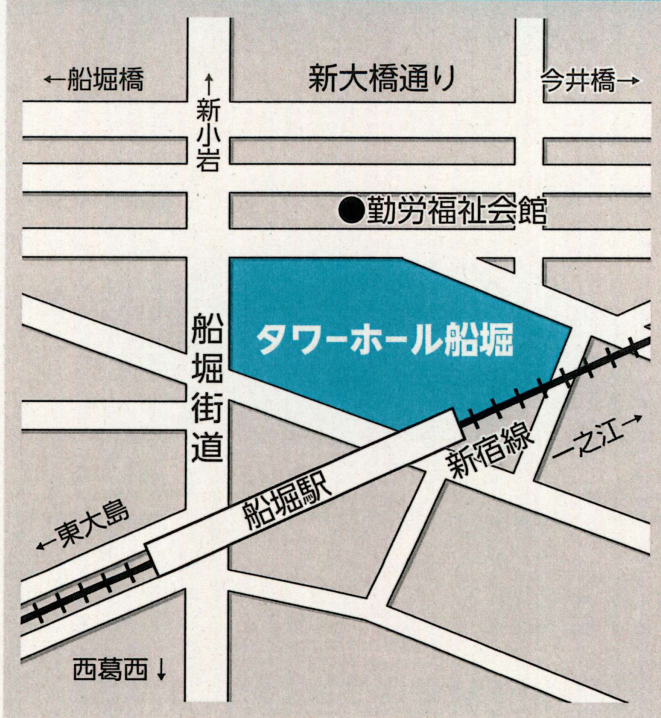 ←船堀橋
↑新小岩
新大橋通り
今井橋→
●勤労福祉会館
タワーホール船堀
船堀街道
新宿線
一之江→
船堀駅
←東大島
西葛西↓